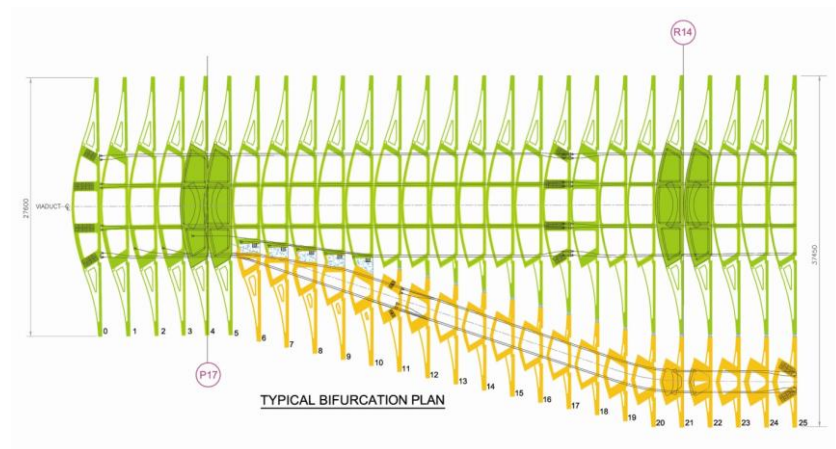 R14
27600
VIADUCT
37450
0 1 2 3 4 5
6 7 8 9 10 11 12 13 14 15 16 17 18 19 20 21 22 23 24 25
P17
TYPICAL BIFURCATION PLAN